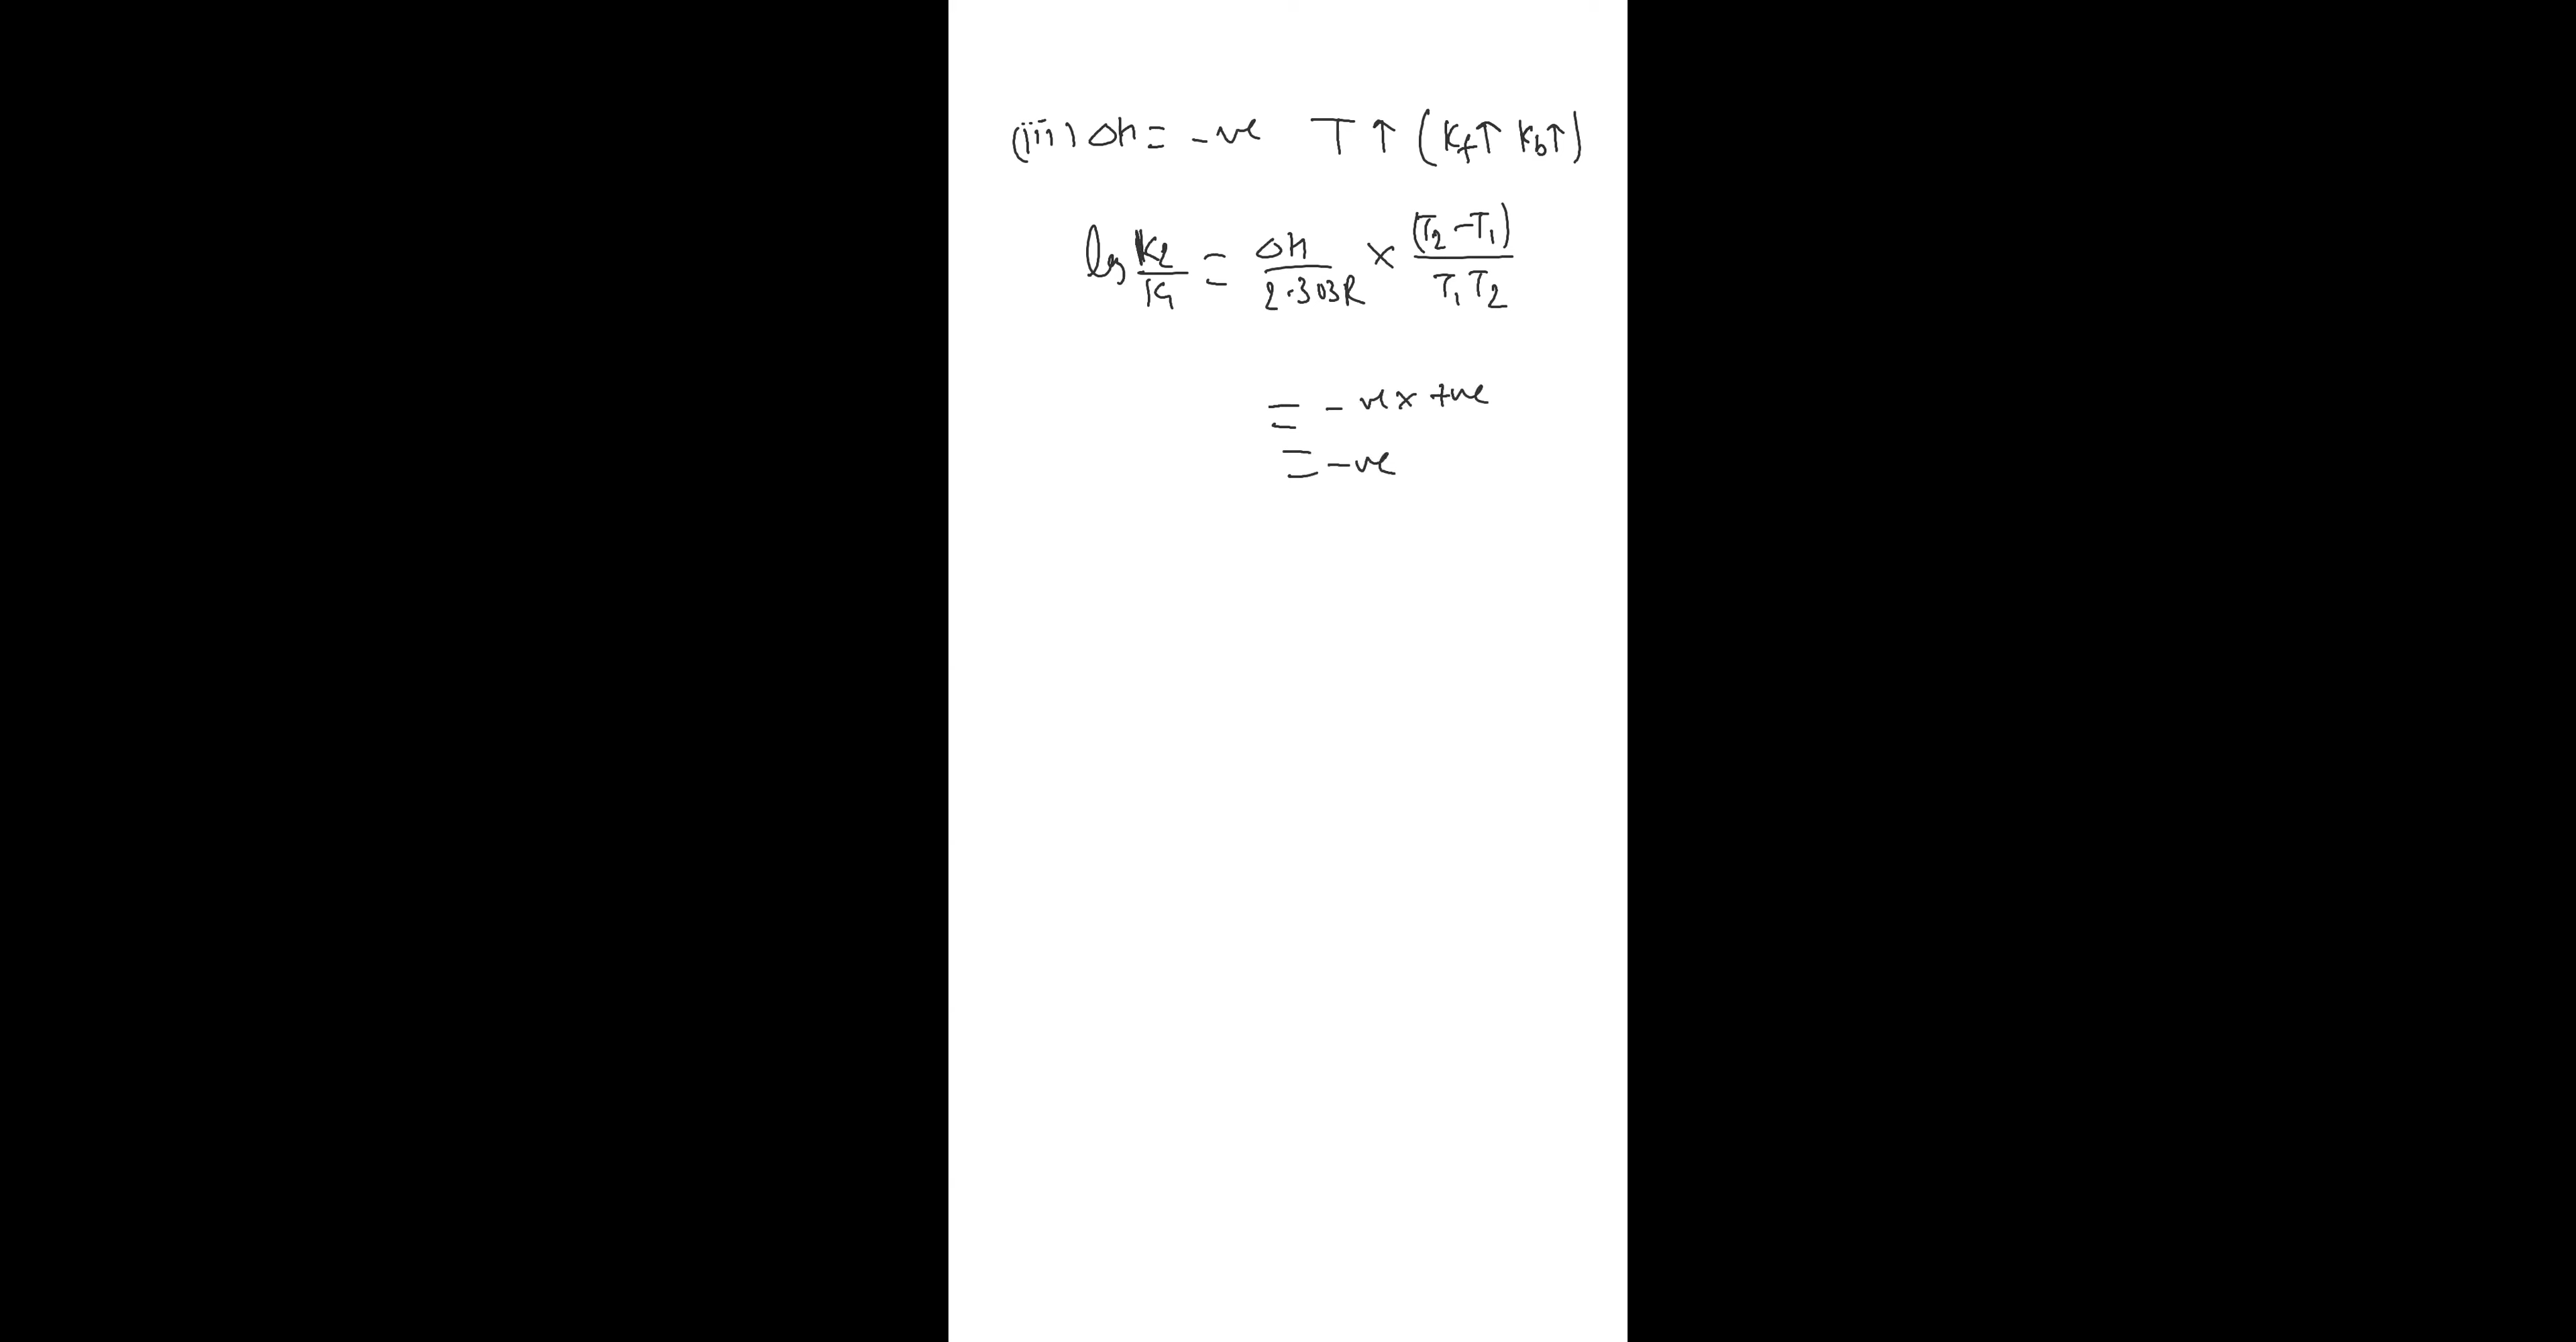 (iii) Δh = -ve T ↑ (Kf↑ Kb↑)
log K2/K1 = Δh/2.303R × (T2-T1)/T1T2
= -ve × +ve
= -ve